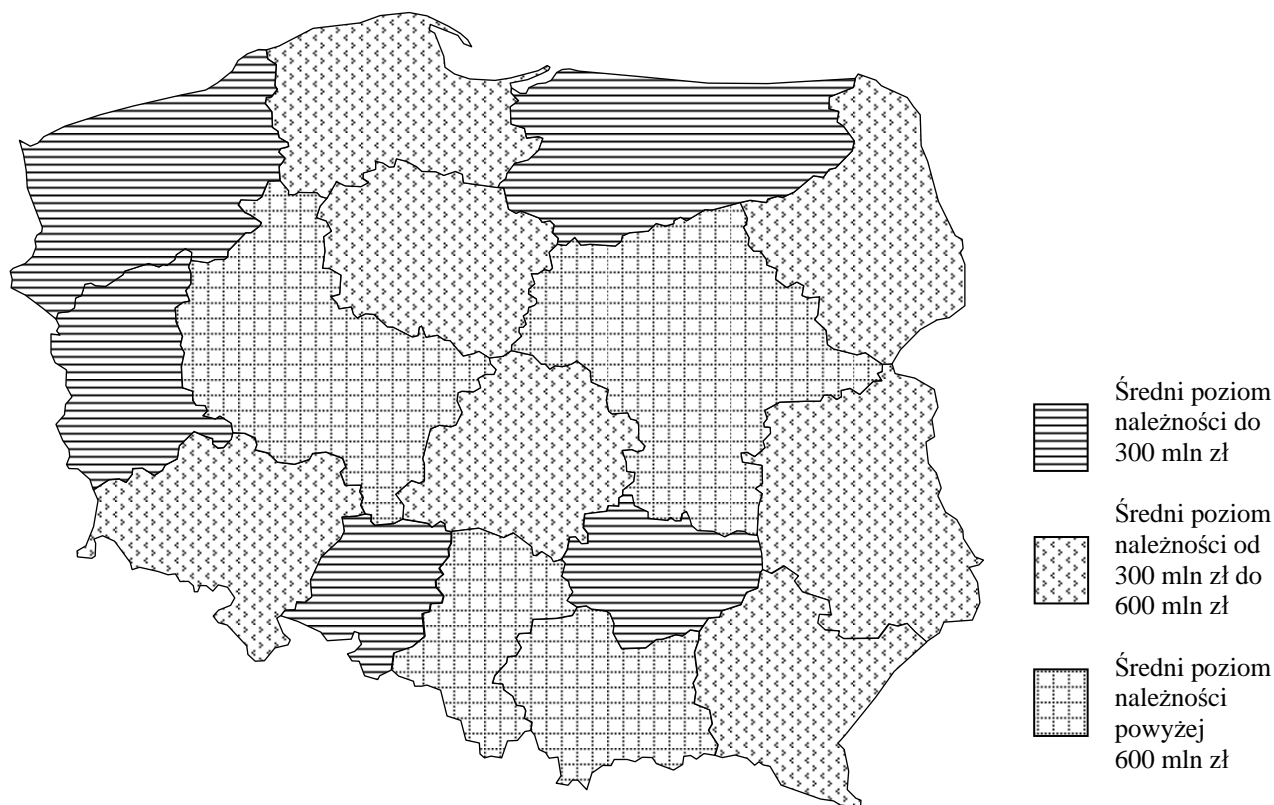 Średni poziom
należności do
300 mln zł
Średni poziom
należności od
300 mln zł do
600 mln zł
Średni poziom
należności
powyżej
600 mln zł